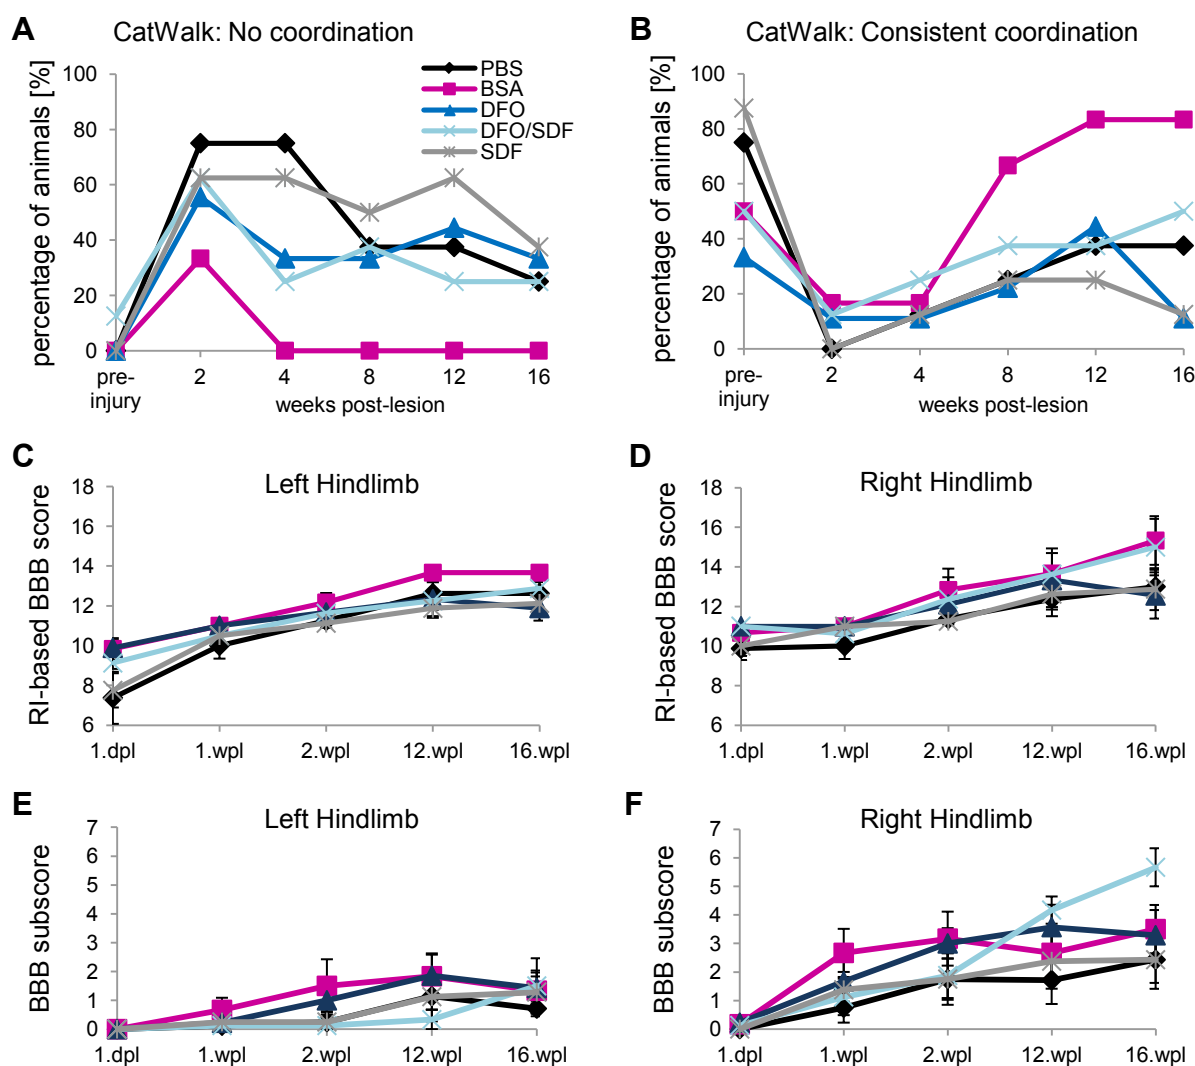 A
CatWalk: No coordination
percentage of animals [%]
100
80
60
40
20
0
PBS
BSA
DFO
DFO/SDF
SDF
pre-
injury
2
4
8
12
16
weeks post-lesion
B
CatWalk: Consistent coordination
percentage of animals [%]
100
80
60
40
20
0
pre-
injury
2
4
8
12
16
weeks post-lesion
C
Left Hindlimb
RI-based BBB score
18
16
14
12
10
8
6
1.dpl
1.wpl
2.wpl
12.wpl
16.wpl
D
Right Hindlimb
RI-based BBB score
18
16
14
12
10
8
6
1.dpl
1.wpl
2.wpl
12.wpl
16.wpl
E
Left Hindlimb
BBB subscore
7
6
5
4
3
2
1
0
1.dpl
1.wpl
2.wpl
12.wpl
16.wpl
F
Right Hindlimb
BBB subscore
7
6
5
4
3
2
1
0
1.dpl
1.wpl
2.wpl
12.wpl
16.wpl